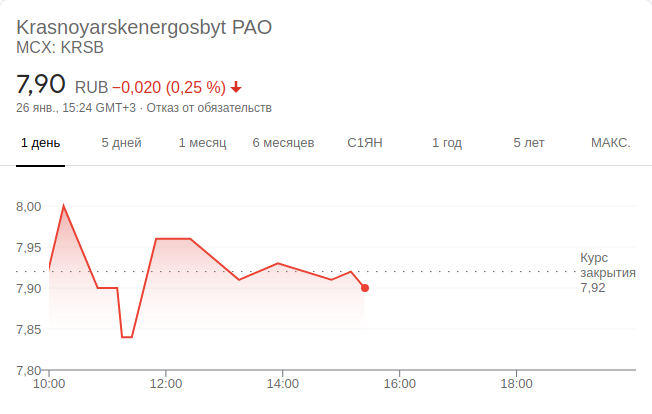 Krasnoyarskenergosbyt PAO
MCX: KRSB
7,90 RUB −0,020 (0,25 %)
26 янв., 15:24 GMT+3 · Отказ от обязательств
1 день 5 дней 1 месяц 6 месяцев С1ЯН 1 год 5 лет МАКС.
8,00
7,95
Курс
закрытия
7,92
7,90
7,85
7,80
10:00 12:00 14:00 16:00 18:00